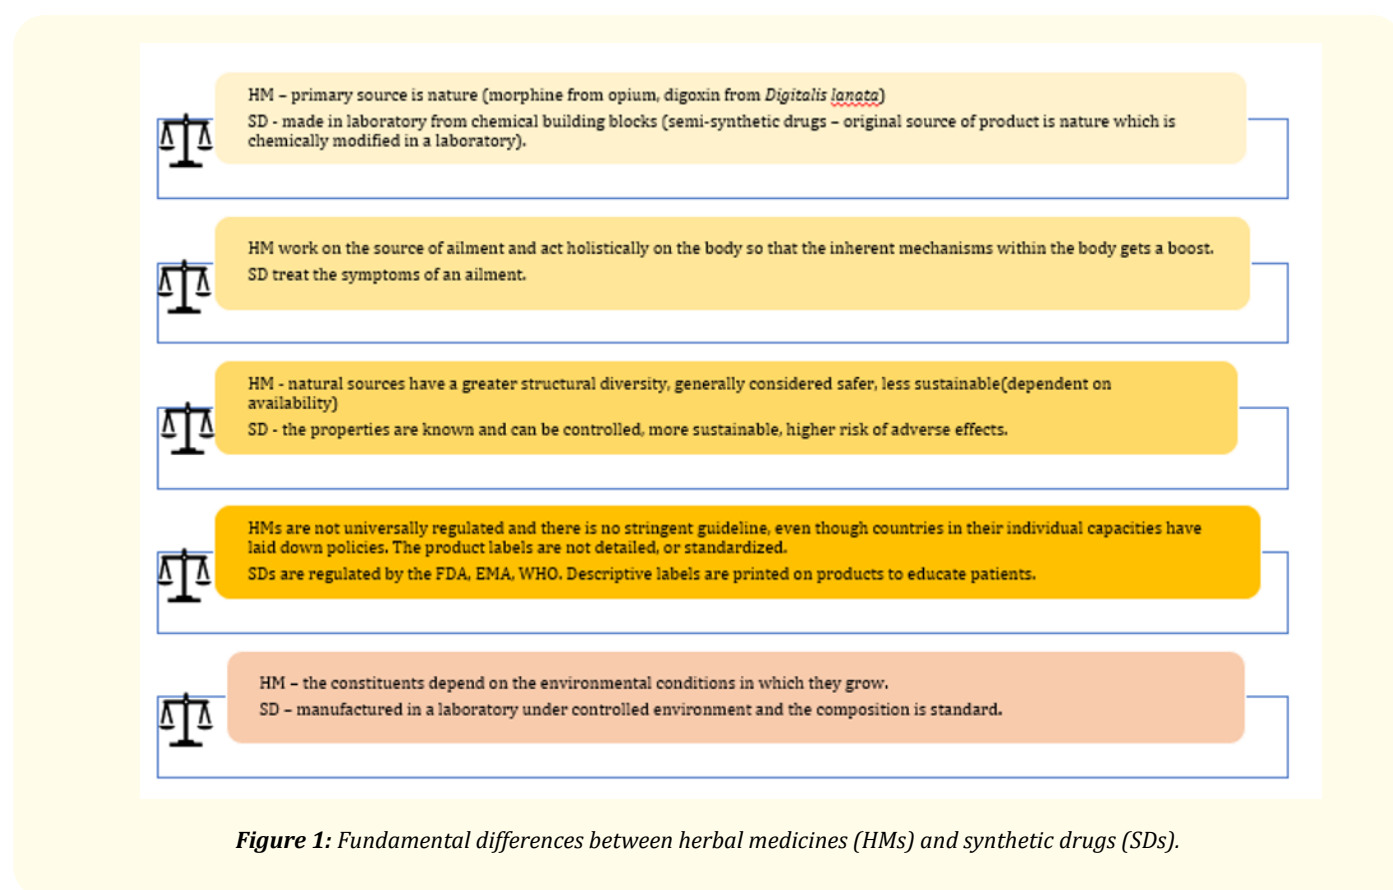 HM – primary source is nature (morphine from opium, digoxin from Digitalis lanata)
SD - made in laboratory from chemical building blocks (semi-synthetic drugs – original source of product is nature which is
chemically modified in a laboratory).
HM work on the source of ailment and act holistically on the body so that the inherent mechanisms within the body gets a boost.
SD treat the symptoms of an ailment.
HM - natural sources have a greater structural diversity, generally considered safer, less sustainable(dependent on
availability)
SD - the properties are known and can be controlled, more sustainable, higher risk of adverse effects.
HMs are not universally regulated and there is no stringent guideline, even though countries in their individual capacities have
laid down policies. The product labels are not detailed, or standardized.
SDs are regulated by the FDA, EMA, WHO. Descriptive labels are printed on products to educate patients.
HM – the constituents depend on the environmental conditions in which they grow.
SD – manufactured in a laboratory under controlled environment and the composition is standard.
Figure 1: Fundamental differences between herbal medicines (HMs) and synthetic drugs (SDs).